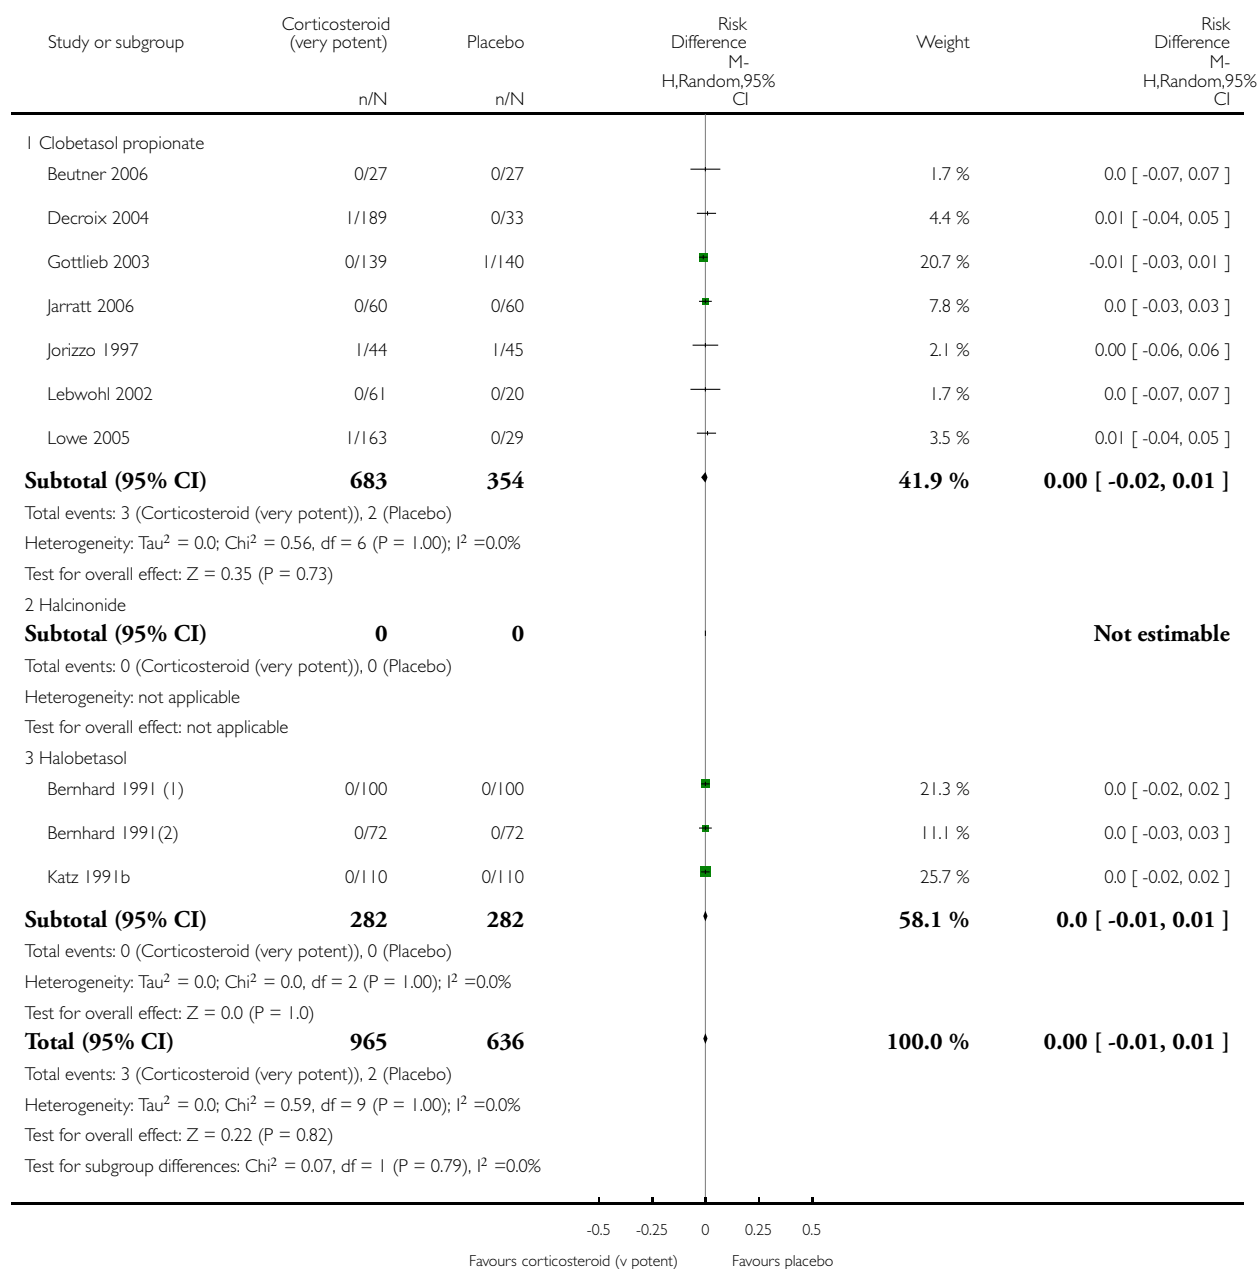 Study or subgroup Corticosteroid (very potent) Placebo Risk Difference Weight Risk Difference
M-H,Random,95% CI M-H,Random,95% CI
n/N n/N
1 Clobetasol propionate
Beutner 2006 0/27 0/27 1.7 % 0.0 [ -0.07, 0.07 ]
Decroix 2004 1/189 0/33 4.4 % 0.01 [ -0.04, 0.05 ]
Gottlieb 2003 0/139 1/140 20.7 % -0.01 [ -0.03, 0.01 ]
Jarratt 2006 0/60 0/60 7.8 % 0.0 [ -0.03, 0.03 ]
Jorizzo 1997 1/44 1/45 2.1 % 0.00 [ -0.06, 0.06 ]
Lebwohl 2002 0/61 0/20 1.7 % 0.0 [ -0.07, 0.07 ]
Lowe 2005 1/163 0/29 3.5 % 0.01 [ -0.04, 0.05 ]
Subtotal (95% CI) 683 354 41.9 % 0.00 [ -0.02, 0.01 ]
Total events: 3 (Corticosteroid (very potent)), 2 (Placebo)
Heterogeneity: Tau² = 0.0; Chi² = 0.56, df = 6 (P = 1.00); I² =0.0%
Test for overall effect: Z = 0.35 (P = 0.73)
2 Halcinonide
Subtotal (95% CI) 0 0 Not estimable
Total events: 0 (Corticosteroid (very potent)), 0 (Placebo)
Heterogeneity: not applicable
Test for overall effect: not applicable
3 Halobetasol
Bernhard 1991 (1) 0/100 0/100 21.3 % 0.0 [ -0.02, 0.02 ]
Bernhard 1991(2) 0/72 0/72 11.1 % 0.0 [ -0.03, 0.03 ]
Katz 1991b 0/110 0/110 25.7 % 0.0 [ -0.02, 0.02 ]
Subtotal (95% CI) 282 282 58.1 % 0.0 [ -0.01, 0.01 ]
Total events: 0 (Corticosteroid (very potent)), 0 (Placebo)
Heterogeneity: Tau² = 0.0; Chi² = 0.0, df = 2 (P = 1.00); I² =0.0%
Test for overall effect: Z = 0.0 (P = 1.0)
Total (95% CI) 965 636 100.0 % 0.00 [ -0.01, 0.01 ]
Total events: 3 (Corticosteroid (very potent)), 2 (Placebo)
Heterogeneity: Tau² = 0.0; Chi² = 0.59, df = 9 (P = 1.00); I² =0.0%
Test for overall effect: Z = 0.22 (P = 0.82)
Test for subgroup differences: Chi² = 0.07, df = 1 (P = 0.79), I² =0.0%
-0.5 -0.25 0 0.25 0.5
Favours corticosteroid (v potent) Favours placebo